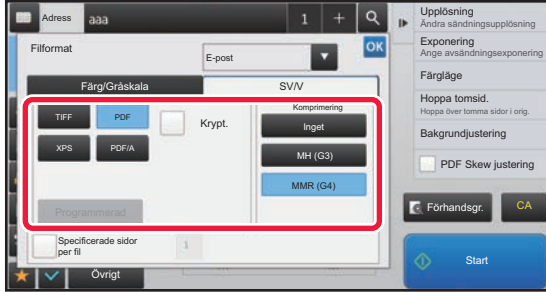 Adress aaa 1 +
Filformat
E-post
OK
Färg/Gråskala
SV/V
TIFF
PDF
Krypt.
XPS
PDF/A
Programmerad
Komprimering
Inget
MH (G3)
MMR (G4)
Specificerade sidor
per fil
1
Övrigt
Upplösning
Ändra sändningsupplösning
Exponering
Ange avsändningsexponering
Färgläge
Hoppa tomsid.
Hoppa över tomma sidor i orig.
Bakgrundjustering
PDF Skew justering
Förhandsgr.
CA
Start